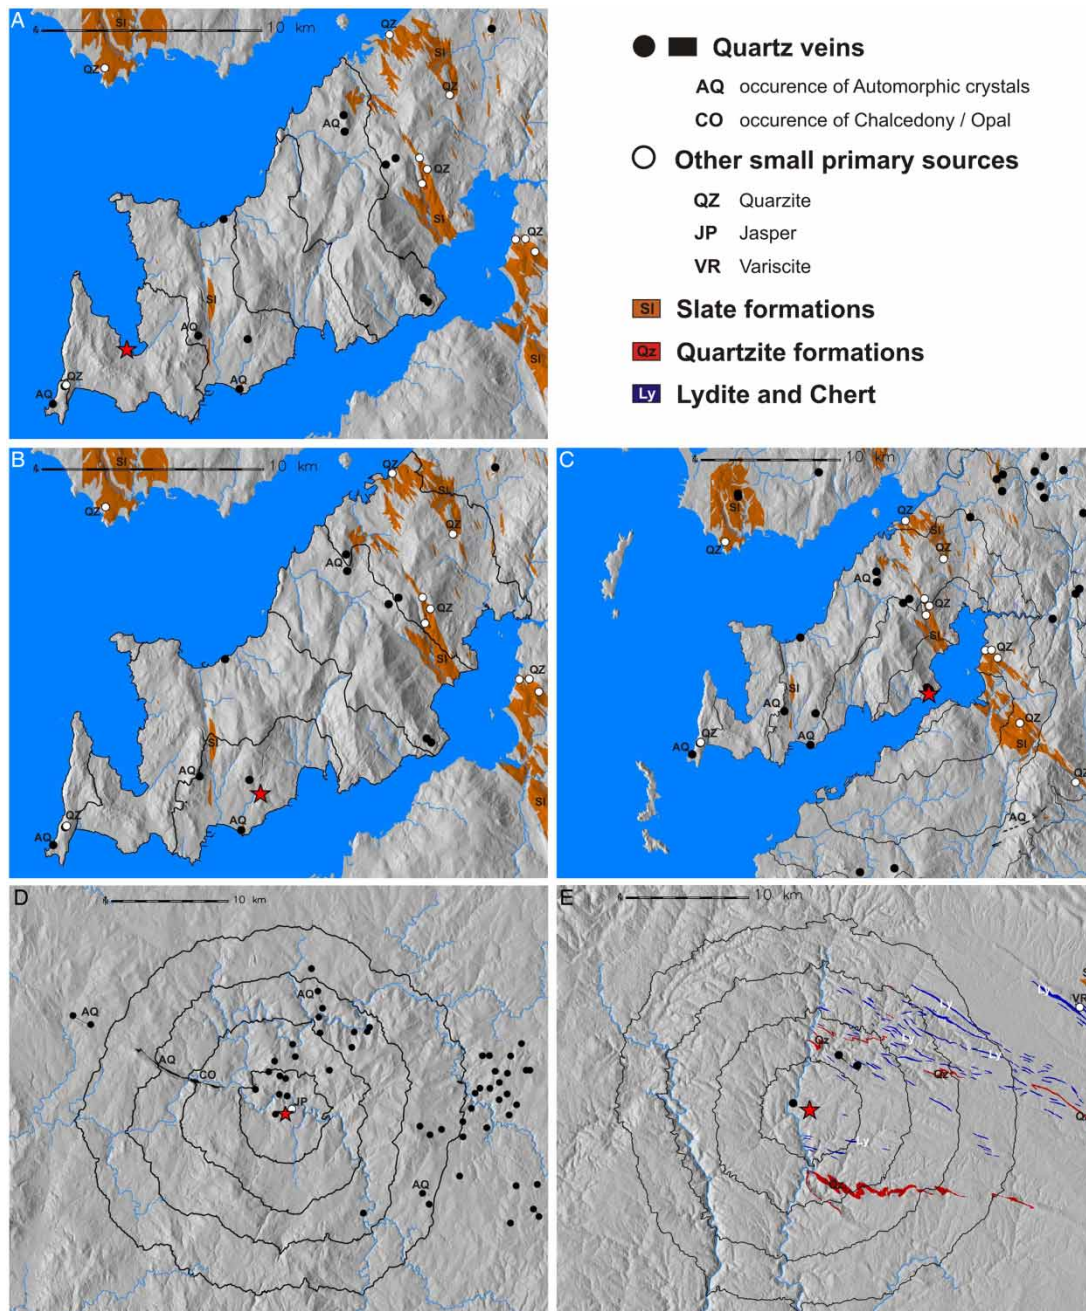 A
SI
10 km
QZ
QZ
SI
QZ
AQ
QZ
SI
QZ
SI
AQ
SI
QZ
AQ
AQ
Quartz veins
AQ occurence of Automorphic crystals
CO occurence of Chalcedony / Opal
Other small primary sources
QZ Quarzite
JP Jasper
VR Variscite
SI Slate formations
Qz Quartzite formations
Ly Lydite and Chert
B
SI
10 km
QZ
QZ
SI
QZ
AQ
QZ
SI
QZ
SI
AQ
SI
QZ
AQ
AQ
C
10 km
SI
QZ
QZ
SI
QZ
AQ
QZ
SI
SI
AQ
QZ
QZ
AQ
AQ
SI
QZ
AQ
D
10 km
AQ
AQ
AQ
CO
JP
AQ
E
10 km
Ly
Ly
VR
Qz
Ly
Ly
Qz
Ly